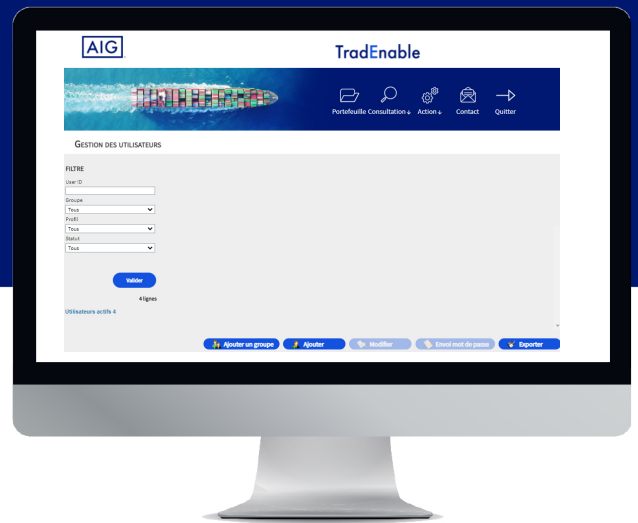 AIG
TradEnable
Portefeuille Consultation↓ Action↓ Contact Quitter
GESTION DES UTILISATEURS
FILTRE
User ID
Groupe
Tous
Profil
Tous
Statut
Tous
Valider
4 lignes
Utilisateurs actifs 4
Ajouter un groupe Ajouter Modifier Envoi mot de passe Exporter